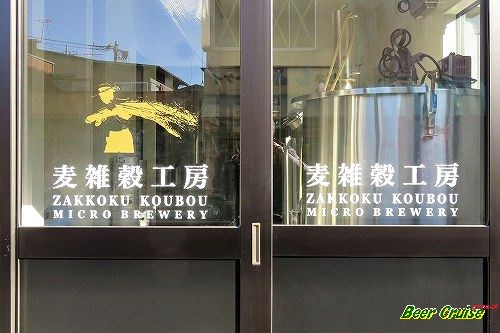 麦雑穀工房
ZAKKOKU KOUBOU
MICRO BREWERY
麦雑穀工房
ZAKKOKU KOUBOU
MICRO BREWERY
Beer Cruise